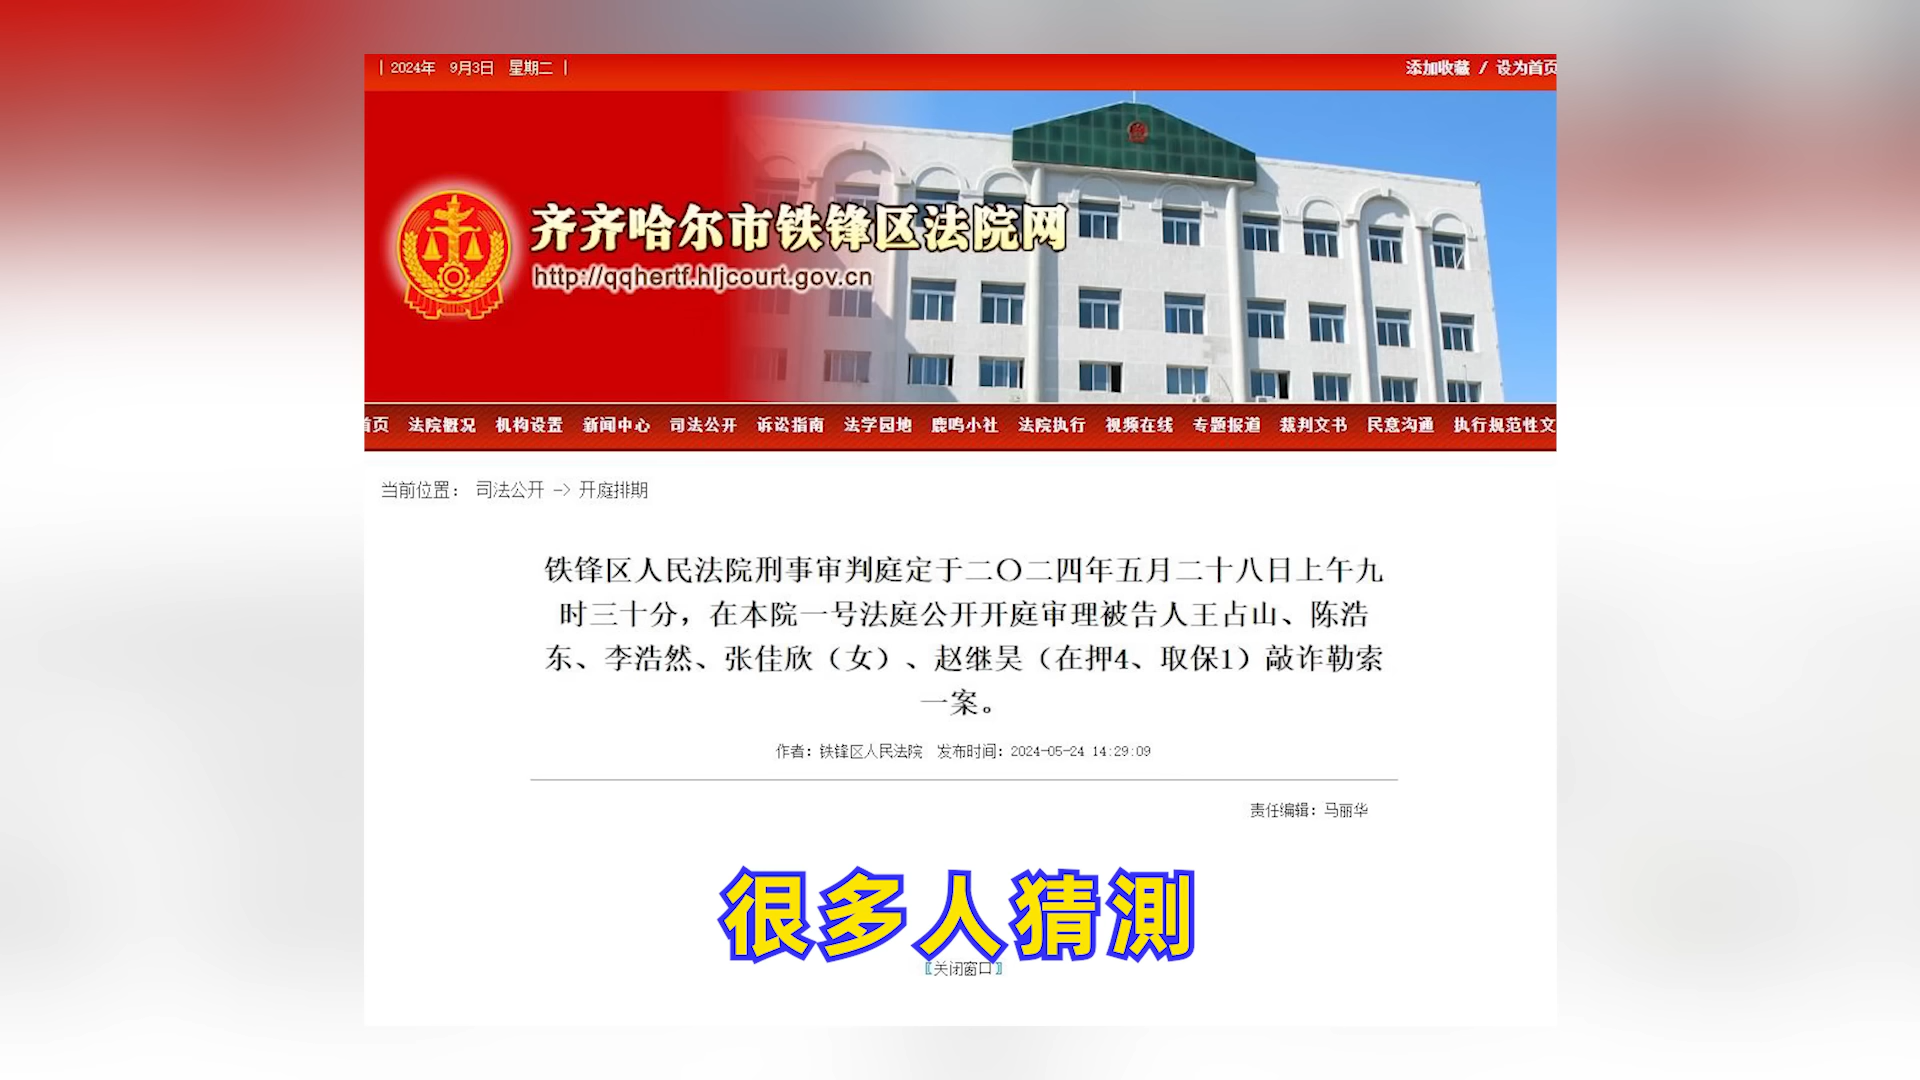 | 2024年 9月3日 星期二 |
添加收藏 / 设为首页
齐齐哈尔市铁锋区法院网
http://qqhertf.hljcourt.gov.cn
首页 法院概况 机构设置 新闻中心 司法公开 诉讼指南 法学园地 鹿鸣小社 法院执行 视频在线 专题报道 裁判文书 民意沟通 执行规范性文
当前位置： 司法公开 -> 开庭排期
铁锋区人民法院刑事审判庭定于二〇二四年五月二十八日上午九
时三十分，在本院一号法庭公开开庭审理被告人王占山、陈浩
东、李浩然、张佳欣（女）、赵继昊（在押4、取保1）敲诈勒索
一案。
作者：铁锋区人民法院 发布时间：2024-05-24 14:29:09
责任编辑：马丽华
很多人猜測
【关闭窗口】